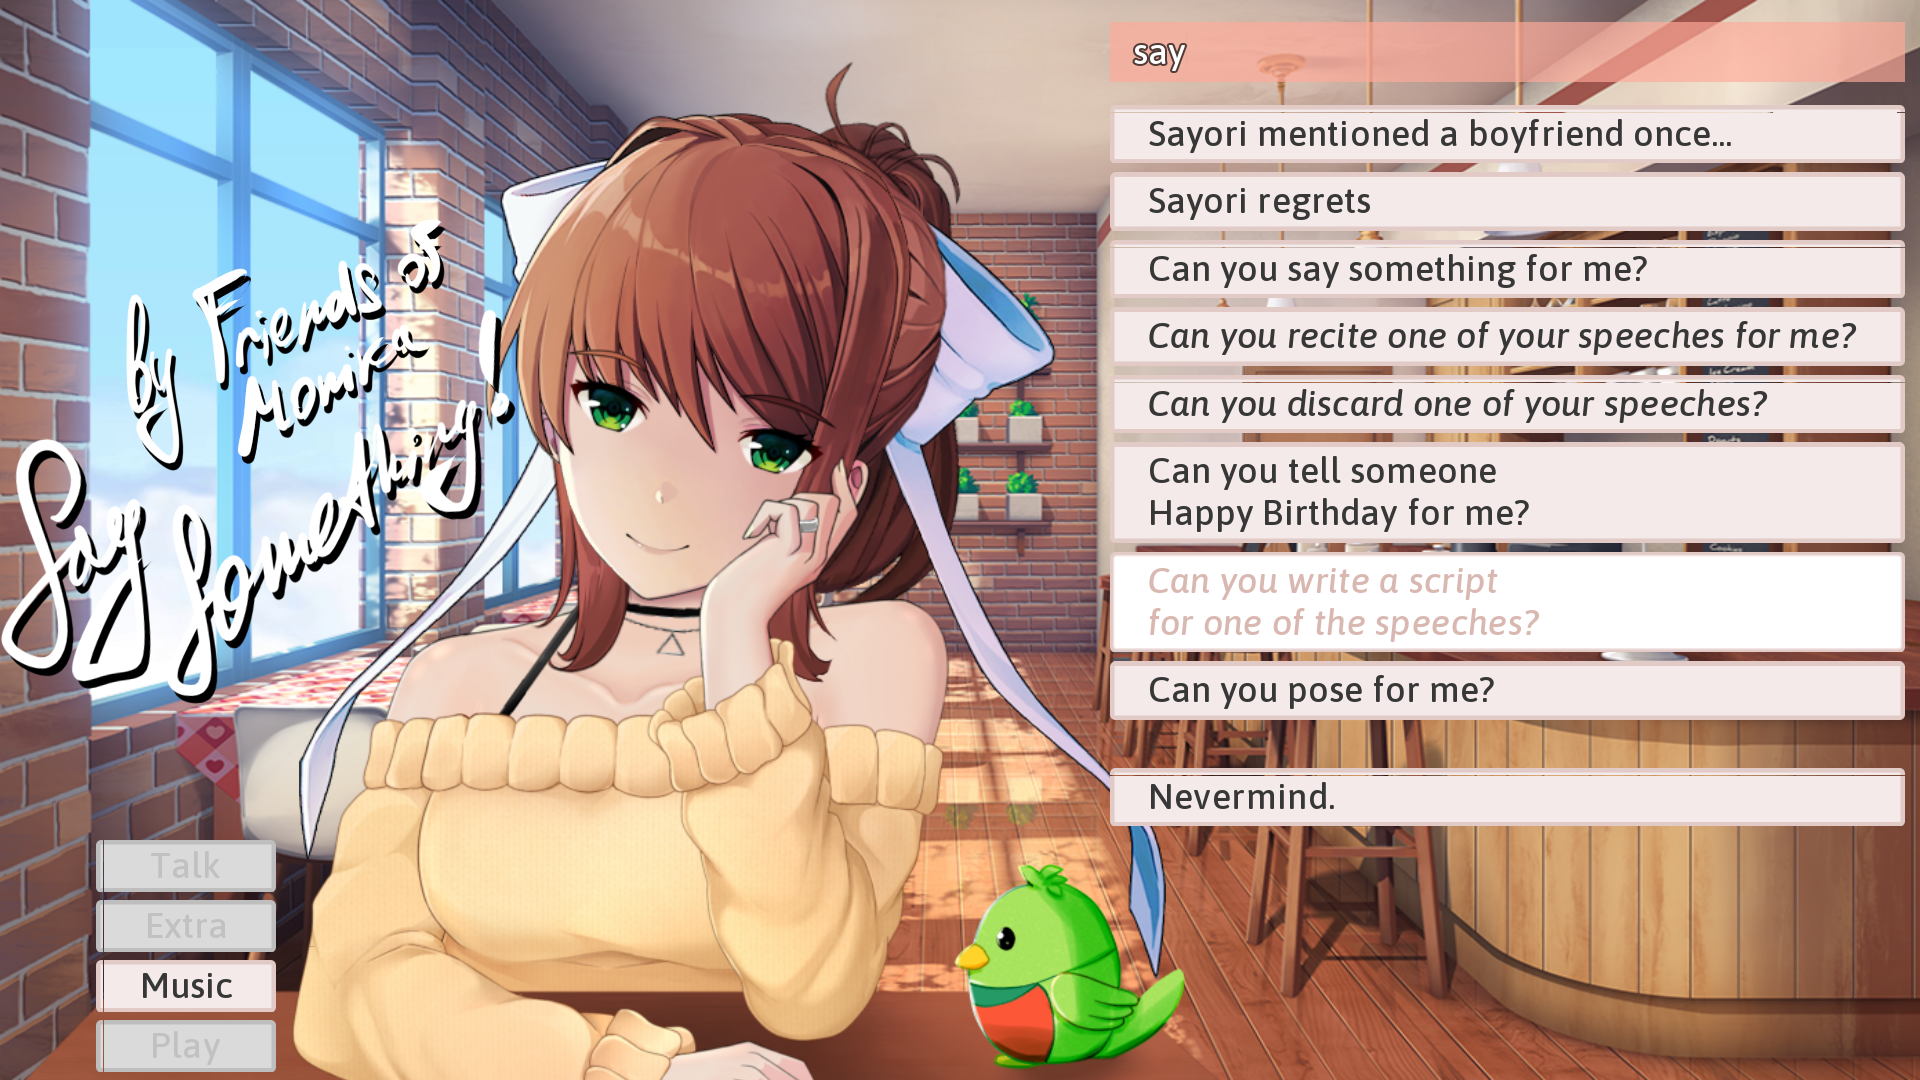 by Friends of
Monika
Say Something!
say
Sayori mentioned a boyfriend once...
Sayori regrets
Can you say something for me?
Can you recite one of your speeches for me?
Can you discard one of your speeches?
Can you tell someone
Happy Birthday for me?
Can you write a script
for one of the speeches?
Can you pose for me?
Nevermind.
Talk
Extra
Music
Play